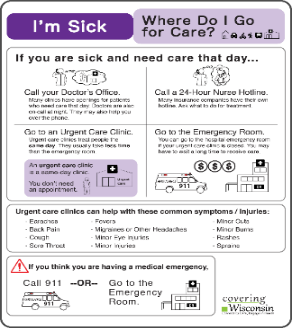 I'm Sick
Where Do I Go
for Care?
If you are sick and need care that day...
Call your Doctor's Office.
Many clinics have openings for patients
who need care that day. Doctors are also
on-call at night. They may also help you
over the phone.
Call a 24-Hour Nurse Hotline.
Many insurance companies have their own
hotline. Ask what to do for treatment.
Go to an Urgent Care Clinic.
Urgent care clinics find problems
quickly. They usually take less time
than the emergency room.
An urgent care clinic
is a same-day clinic.
You don't need
an appointment.
Go to the Emergency Room.
You can go to the hospital emergency room
if your urgent care clinic is closed. You may
have to wait a long time to receive care.
$ $ $
911
Urgent care clinics can help with these common symptoms / injuries:
- Earaches
- Back Pain
- Cough
- Sore Throat
- Fevers
- Migraines or Other Headaches
- Minor Eye Injuries
- Minor Injuries
- Minor Cuts
- Minor Burns
- Rashes
- Sprains
If you think you are having a medical emergency,
Call 911 --OR-- Go to the
Emergency
Room.
911
covering
Wisconsin